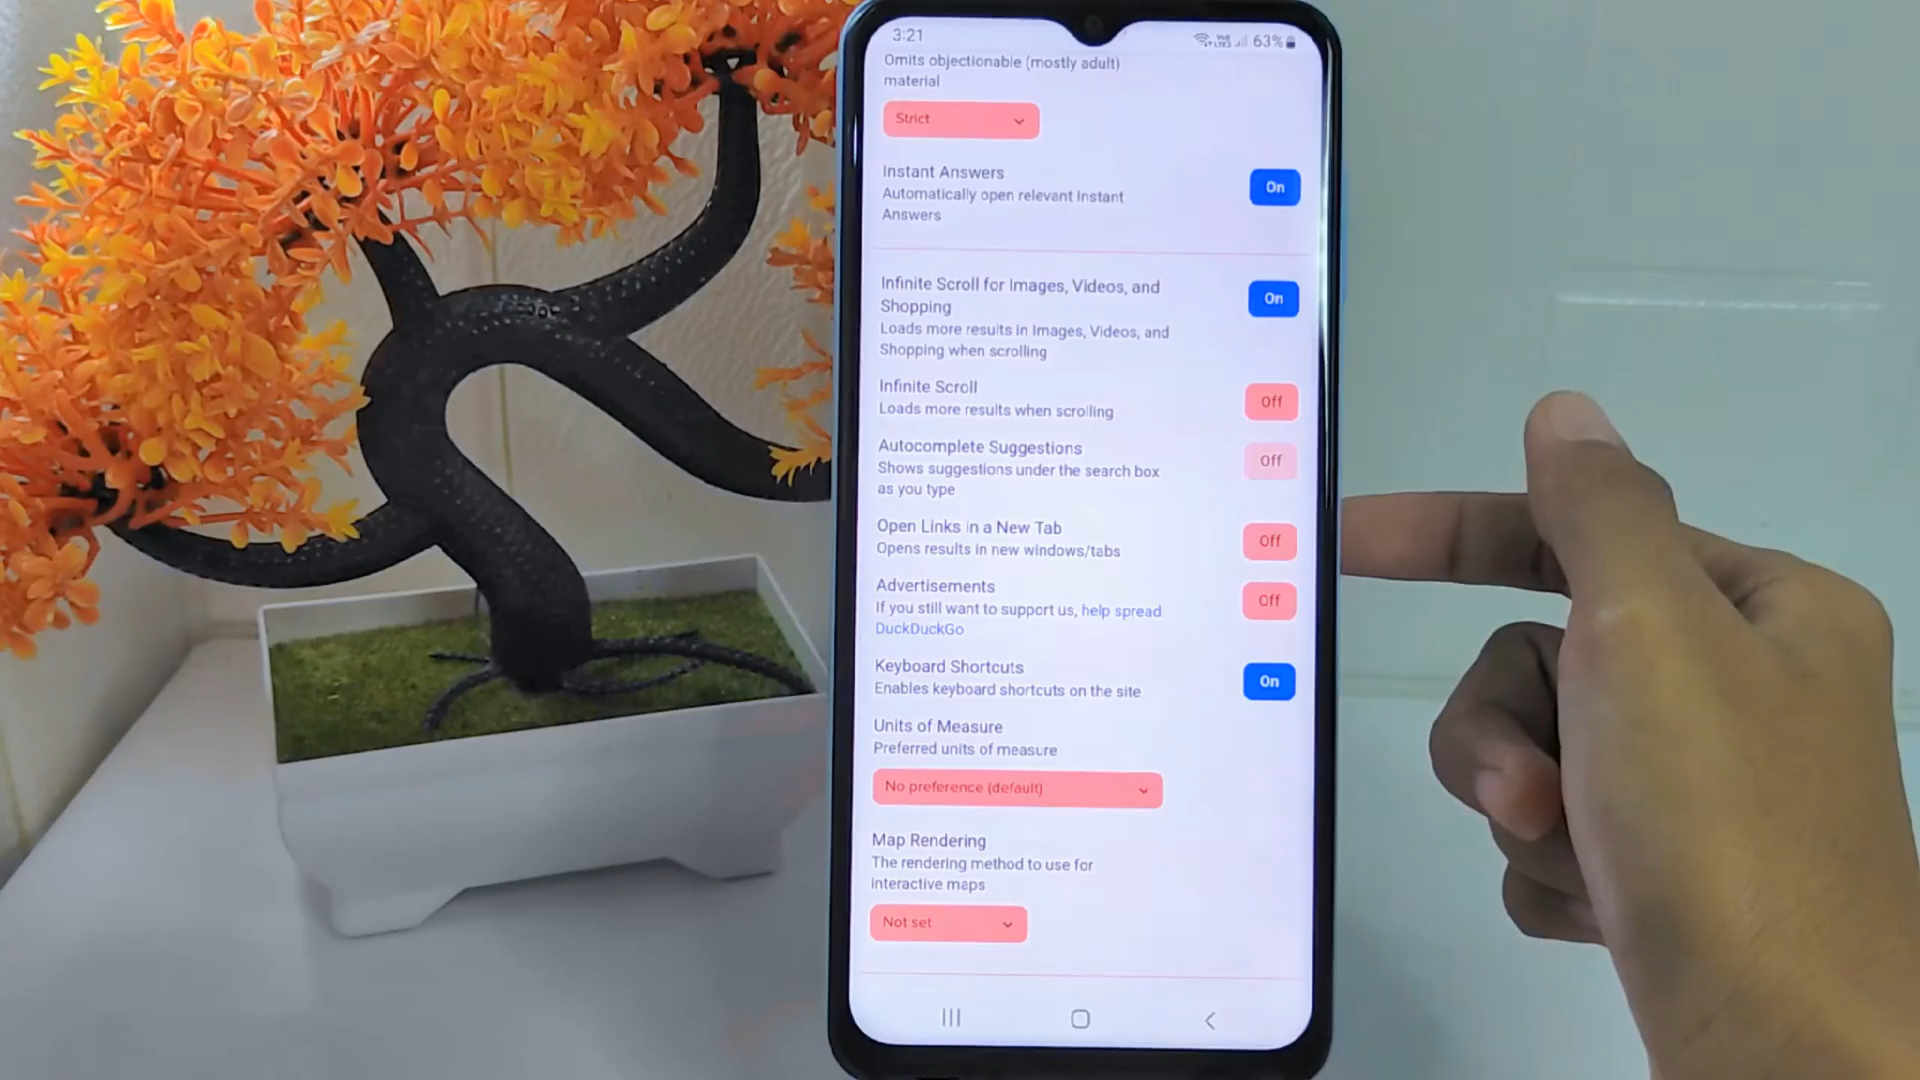 3:21
63%
Omits objectionable (mostly adult)
material
Strict
Instant Answers
Automatically open relevant Instant
Answers
On
Infinite Scroll for Images, Videos, and
Shopping
Loads more results in Images, Videos, and
Shopping when scrolling
On
Infinite Scroll
Loads more results when scrolling
Off
Autocomplete Suggestions
Shows suggestions under the search box
as you type
Off
Open Links in a New Tab
Opens results in new windows/tabs
Off
Advertisements
If you still want to support us, help spread
DuckDuckGo
Off
Keyboard Shortcuts
Enables keyboard shortcuts on the site
On
Units of Measure
Preferred units of measure
No preference (default)
Map Rendering
The rendering method to use for
interactive maps
Not set